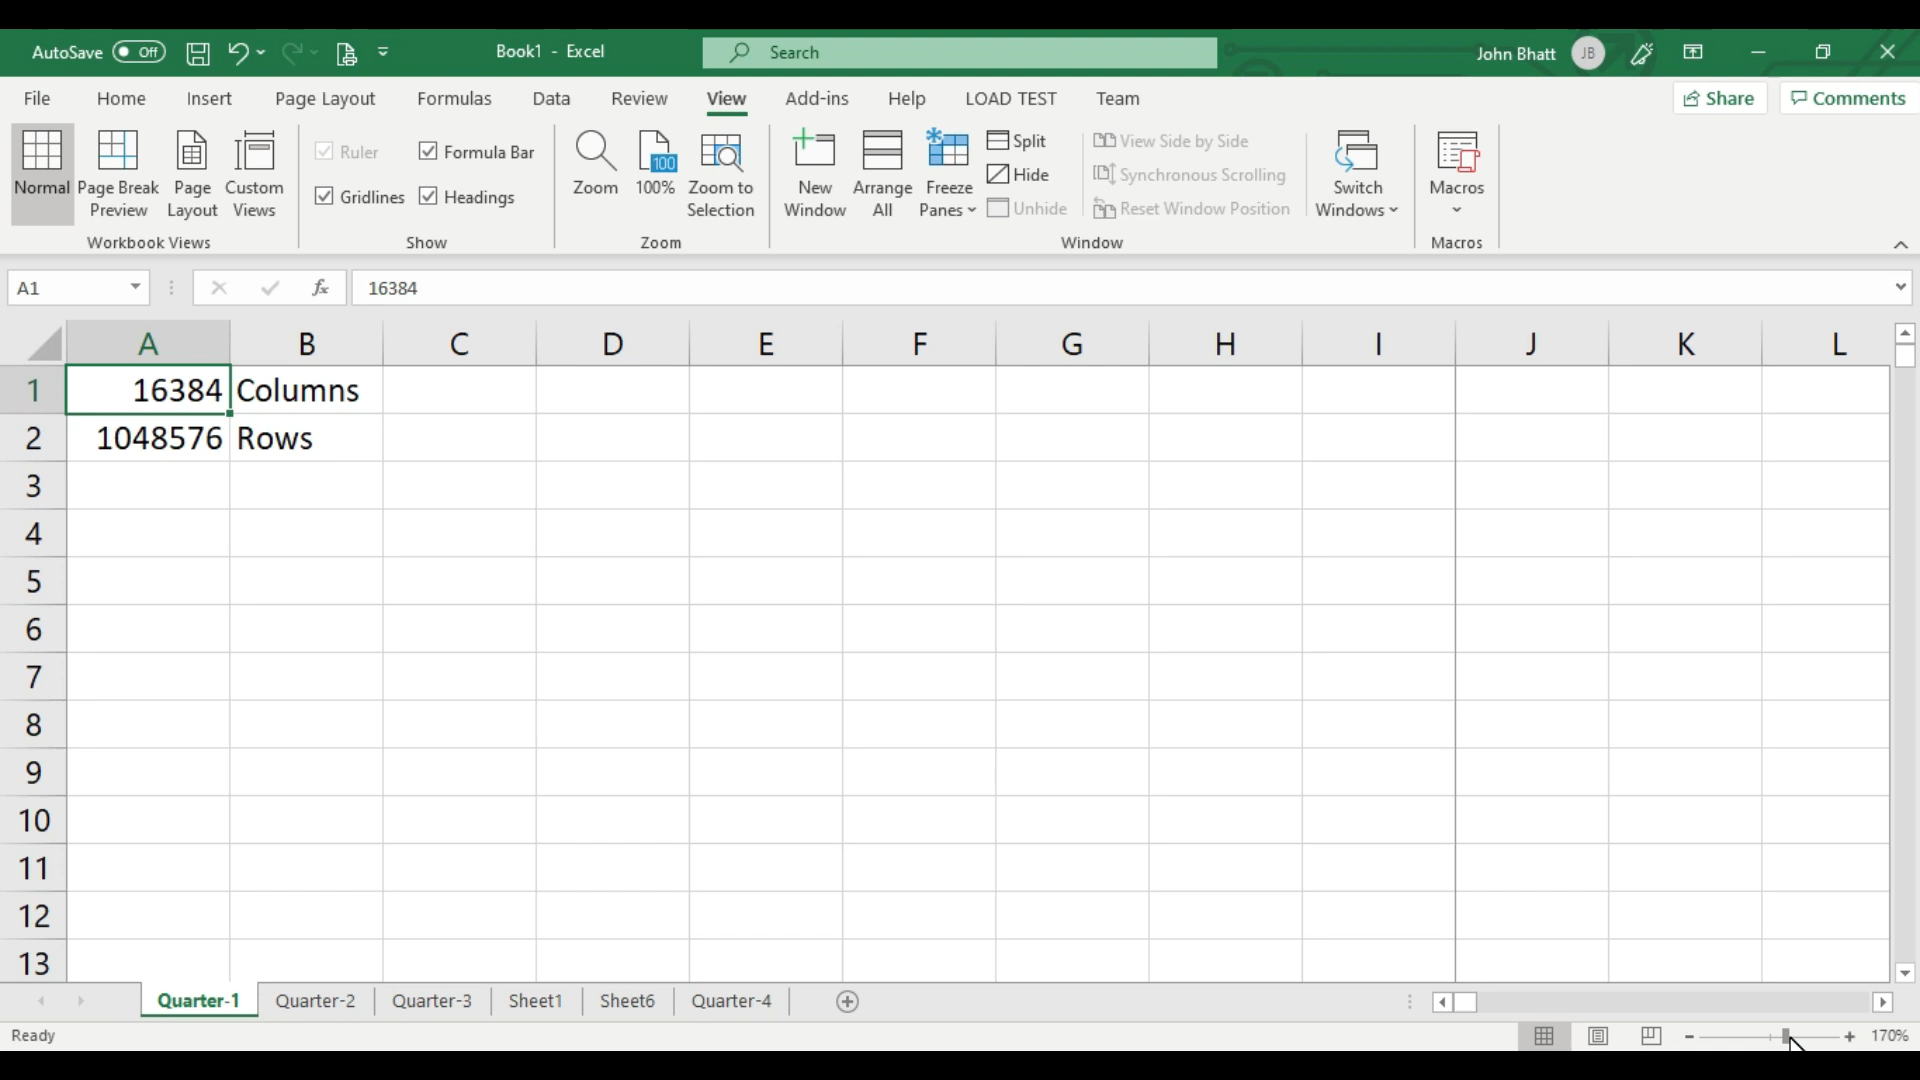 AutoSave Off Book1 - Excel Search John Bhatt JB
File Home Insert Page Layout Formulas Data Review View Add-ins Help LOAD TEST Team Share Comments
Normal Page Break Preview Page Layout Custom Views
Workbook Views
Ruler Formula Bar
Gridlines Headings
Show
Zoom 100 100% Zoom to Selection
Zoom
New Window Arrange All Freeze Panes
Split
Hide
Unhide
View Side by Side
Synchronous Scrolling
Reset Window Position
Switch Windows
Window
Macros
Macros
A1 fx 16384
A B C D E F G H I J K L
1 16384 Columns
2 1048576 Rows
3
4
5
6
7
8
9
10
11
12
13
Quarter-1 Quarter-2 Quarter-3 Sheet1 Sheet6 Quarter-4
Ready 170%